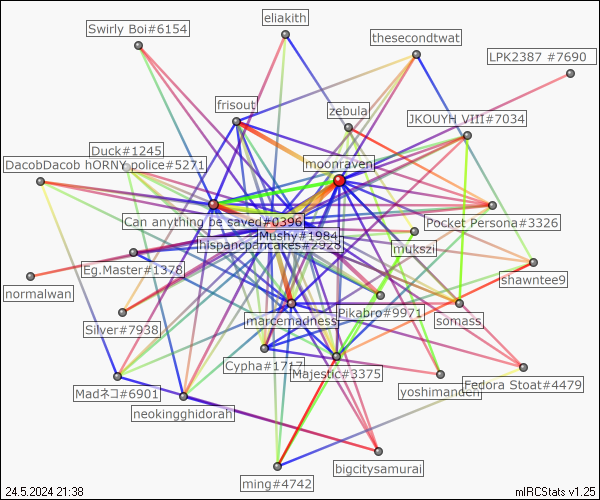 eliakith
Swirly Boi#6154
thesecondtwat
LPK2387 #7690
frisout
zebula
JKOUYH VIII#7034
Duck#1245
DacobDacob hORNY police#5271
moonraven
Can anything be saved#0396
Pocket Persona#3326
Mushy#1984
hispancpancakes#2928
mukszi
Eg.Master#1378
shawntee9
normalwan
Silver#7938
marcemadness
Pikabro#9971
somass
Majestic#3375
Fedora Stoat#4479
Madネコ#6901
yoshimanden
neokingghidorah
bigcitysamurai
ming#4742
24.5.2024 21:38
mIRCStats v1.25